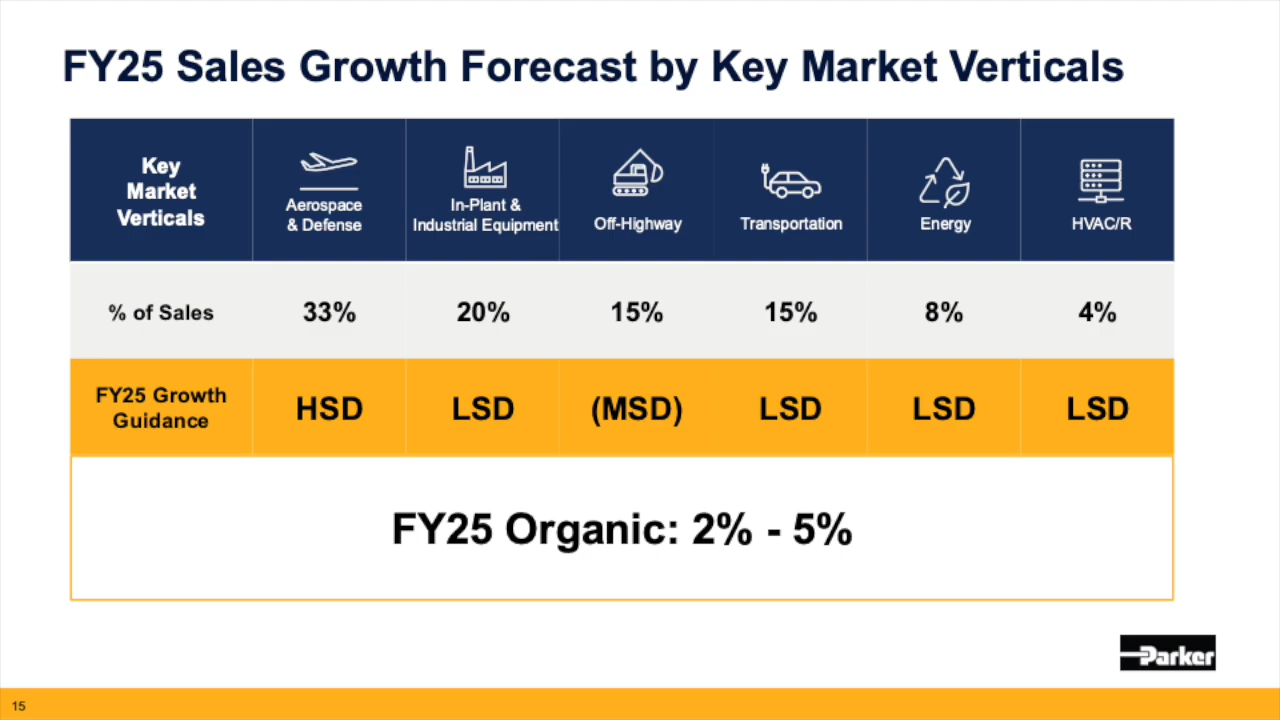 FY25 Sales Growth Forecast by Key Market Verticals
Key
Market
Verticals
Aerospace
& Defense
In-Plant &
Industrial Equipment
Off-Highway
Transportation
Energy
HVAC/R
% of Sales
33%
20%
15%
15%
8%
4%
FY25 Growth
Guidance
HSD
LSD
(MSD)
LSD
LSD
LSD
FY25 Organic: 2% - 5%
Parker
15